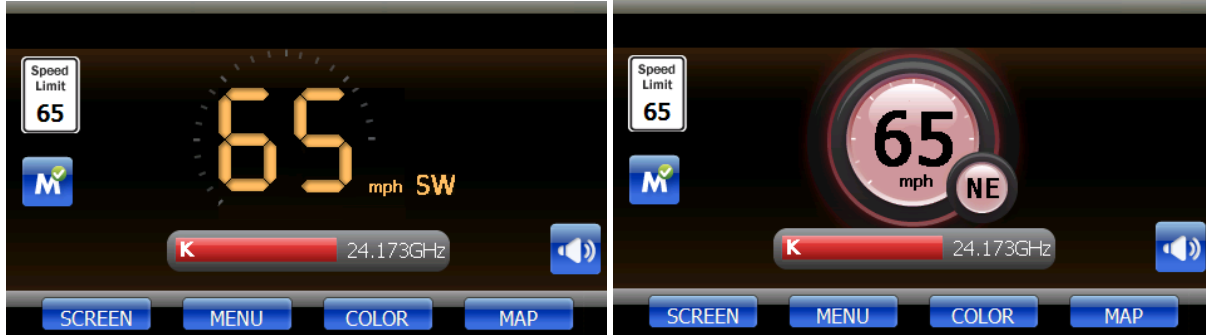 Speed
Limit
65
65 mph SW
M
K 24.173GHz
SCREEN MENU COLOR MAP
Speed
Limit
65
65
mph
NE
M
K 24.173GHz
SCREEN MENU COLOR MAP